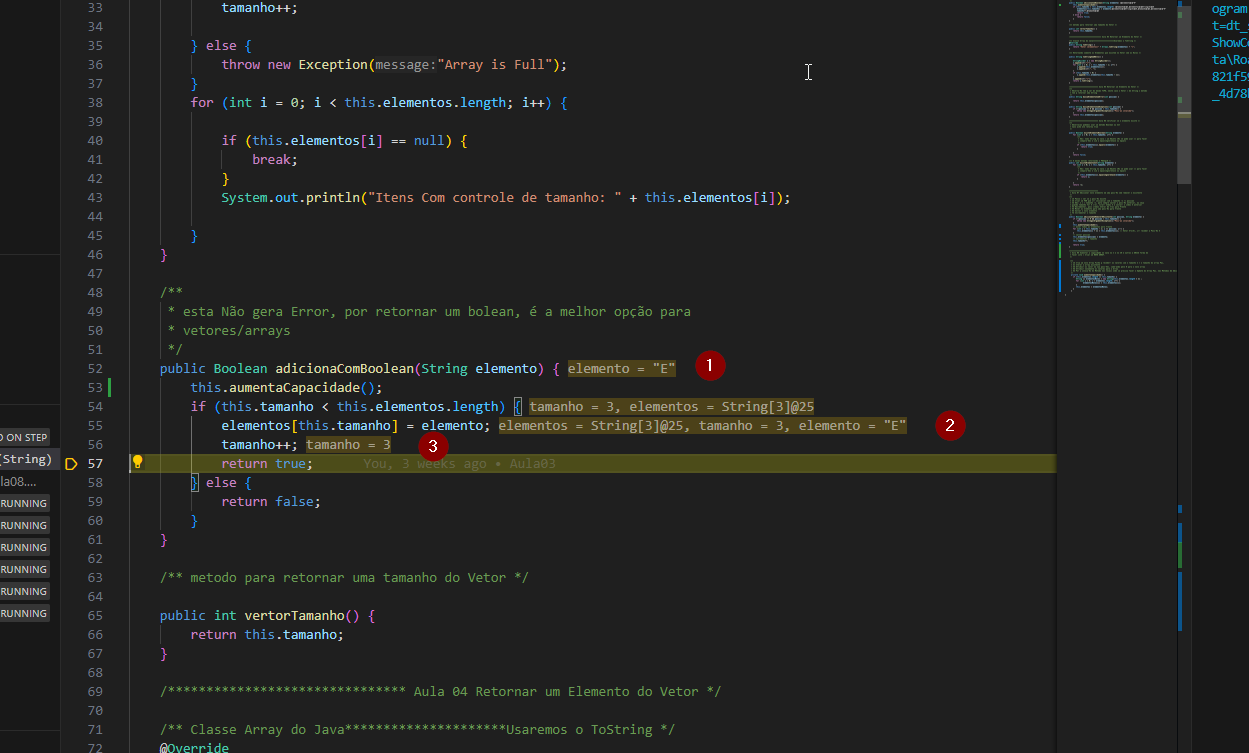 33 tamanho++;
34
35 } else {
36 throw new Exception(message:"Array is Full");
37 }
38 for (int i = 0; i < this.elementos.length; i++) {
39
40 if (this.elementos[i] == null) {
41 break;
42 }
43 System.out.println("Itens Com controle de tamanho: " + this.elementos[i]);
44
45 }
46 }
47
48 /**
49 * esta Não gera Error, por retornar um bolean, é a melhor opção para
50 * vetores/arrays
51 */
52 public Boolean adicionaComBoolean(String elemento) { elemento = "E" 1
53 this.aumentaCapacidade();
54 if (this.tamanho < this.elementos.length) { tamanho = 3, elementos = String[3]@25
55 elementos[this.tamanho] = elemento; elementos = String[3]@25, tamanho = 3, elemento = "E" 2
56 tamanho++; tamanho = 3 3
57 return true; You, 3 weeks ago • Aula03
58 } else {
59 return false;
60 }
61 }
62
63 /** metodo para retornar uma tamanho do Vetor */
64
65 public int vertorTamanho() {
66 return this.tamanho;
67 }
68
69 /******************************* Aula 04 Retornar um Elemento do Vetor */
70
71 /** Classe Array do Java*********************Usaremos o ToString */
72 @Override
D ON STEP
(String)
la08....
RUNNING
RUNNING
RUNNING
RUNNING
RUNNING
RUNNING
ogram
t=dt_
ShowCo
ta\Roa
821f59
_4d78